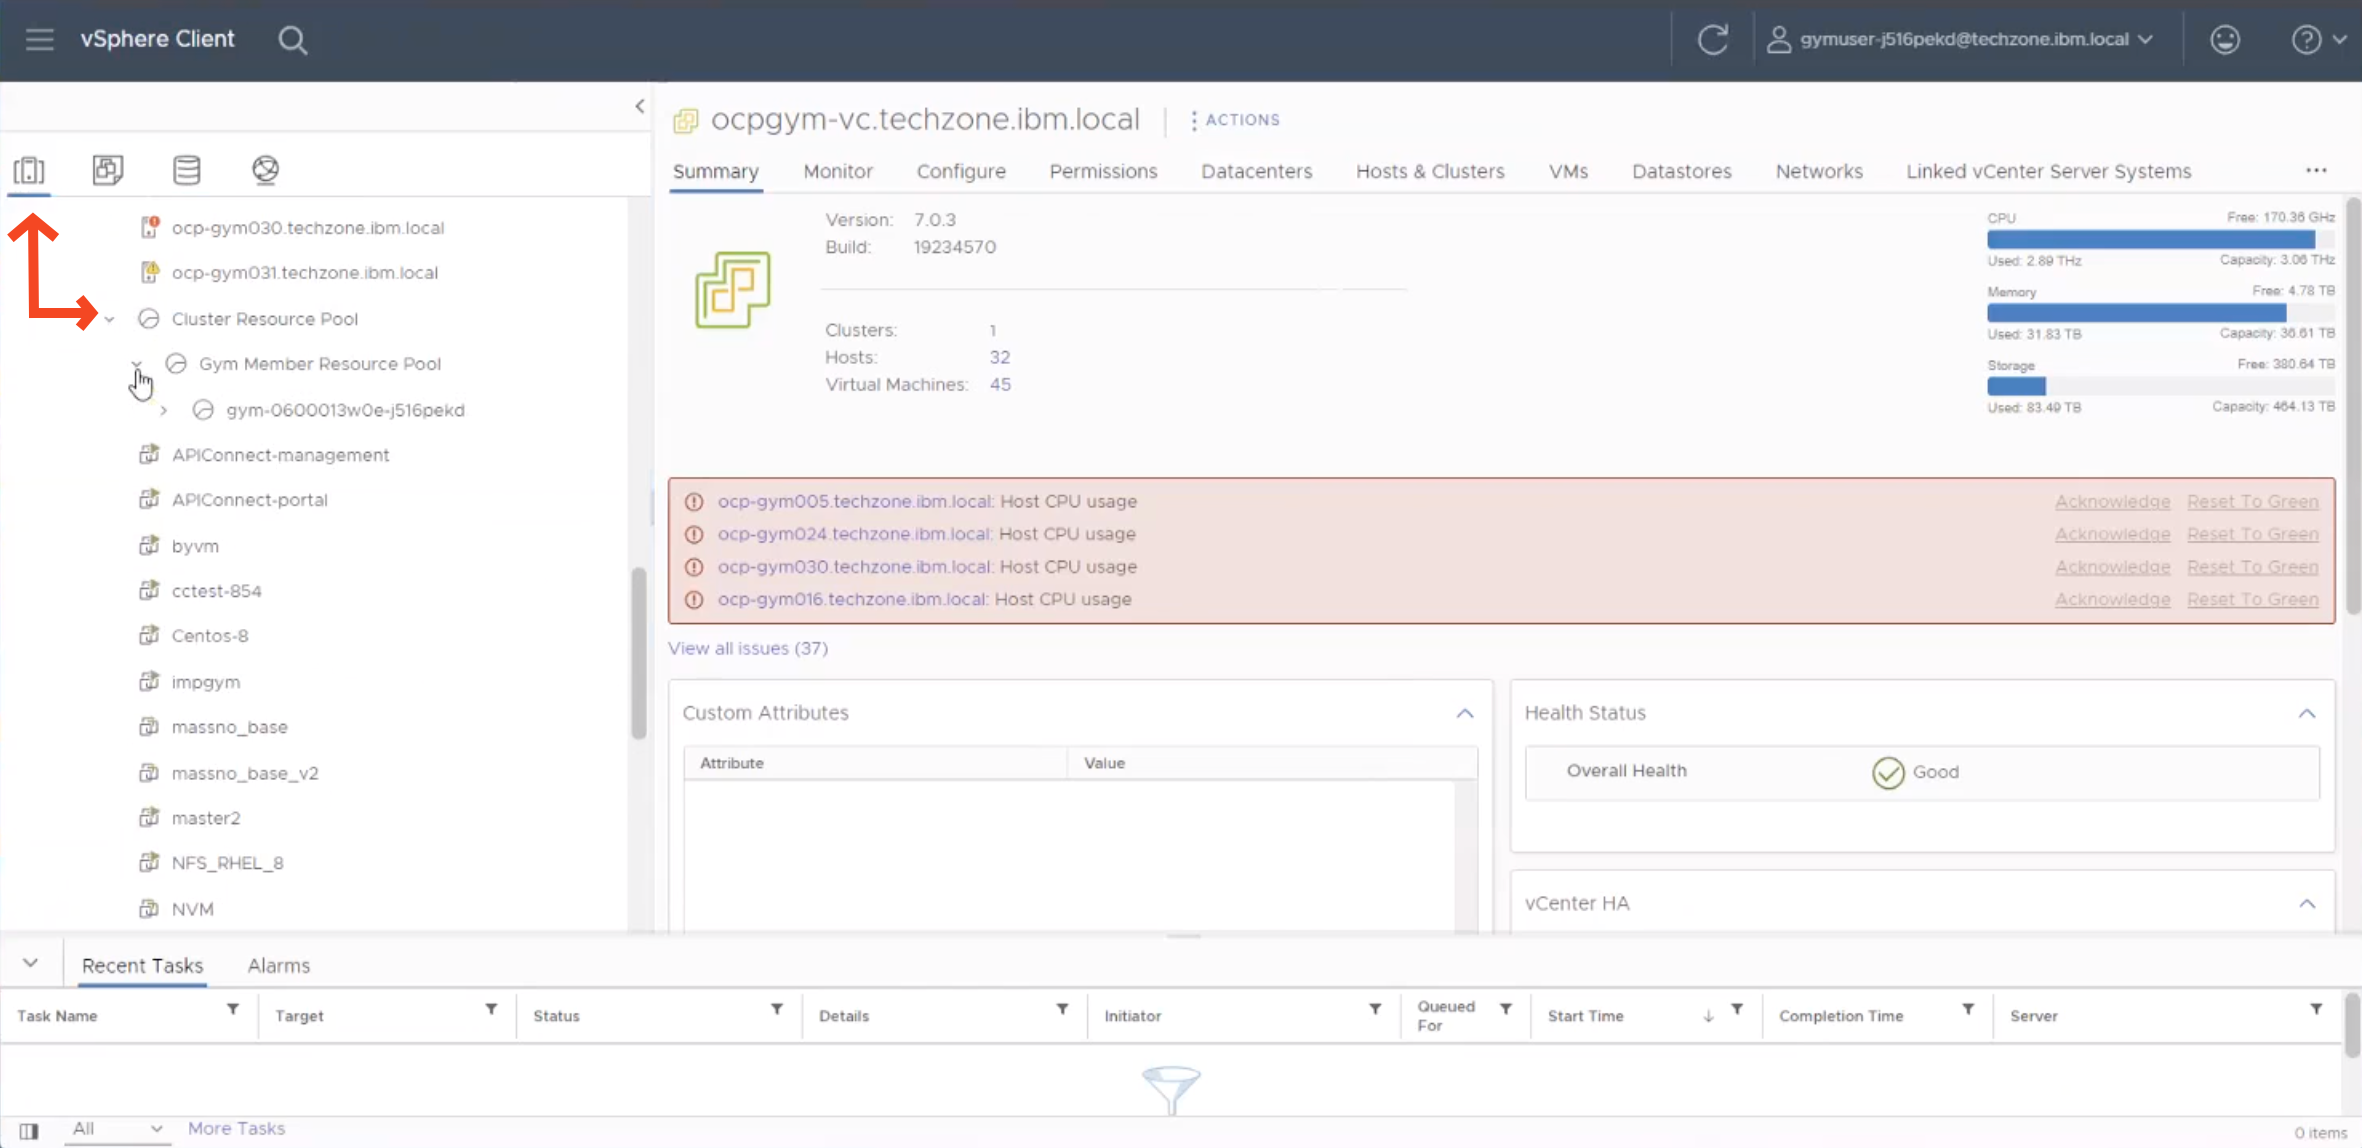 vSphere Client
gymuser-j516pekd@techzone.ibm.local
ocp-gym030.techzone.ibm.local
ocp-gym031.techzone.ibm.local
Cluster Resource Pool
Gym Member Resource Pool
gym-0600013w0e-j516pekd
APIConnect-management
APIConnect-portal
byvm
cctest-854
Centos-8
impgym
massno_base
massno_base_v2
master2
NFS_RHEL_8
NVM
ocpgym-vc.techzone.ibm.local
ACTIONS
Summary Monitor Configure Permissions Datacenters Hosts & Clusters VMs Datastores Networks Linked vCenter Server Systems
Version: 7.0.3
Build: 19234570
Clusters: 1
Hosts: 32
Virtual Machines: 45
CPU Free: 170.36 GHz
Used: 2.89 THz Capacity: 3.06 THz
Memory Free: 4.78 TB
Used: 31.83 TB Capacity: 36.61 TB
Storage Free: 380.64 TB
Used: 83.49 TB Capacity: 464.13 TB
ocp-gym005.techzone.ibm.local: Host CPU usage Acknowledge Reset To Green
ocp-gym024.techzone.ibm.local: Host CPU usage Acknowledge Reset To Green
ocp-gym030.techzone.ibm.local: Host CPU usage Acknowledge Reset To Green
ocp-gym016.techzone.ibm.local: Host CPU usage Acknowledge Reset To Green
View all issues (37)
Custom Attributes
Attribute Value
Health Status
Overall Health Good
vCenter HA
Recent Tasks Alarms
Task Name Target Status Details Initiator Queued For Start Time Completion Time Server
All More Tasks
0 items